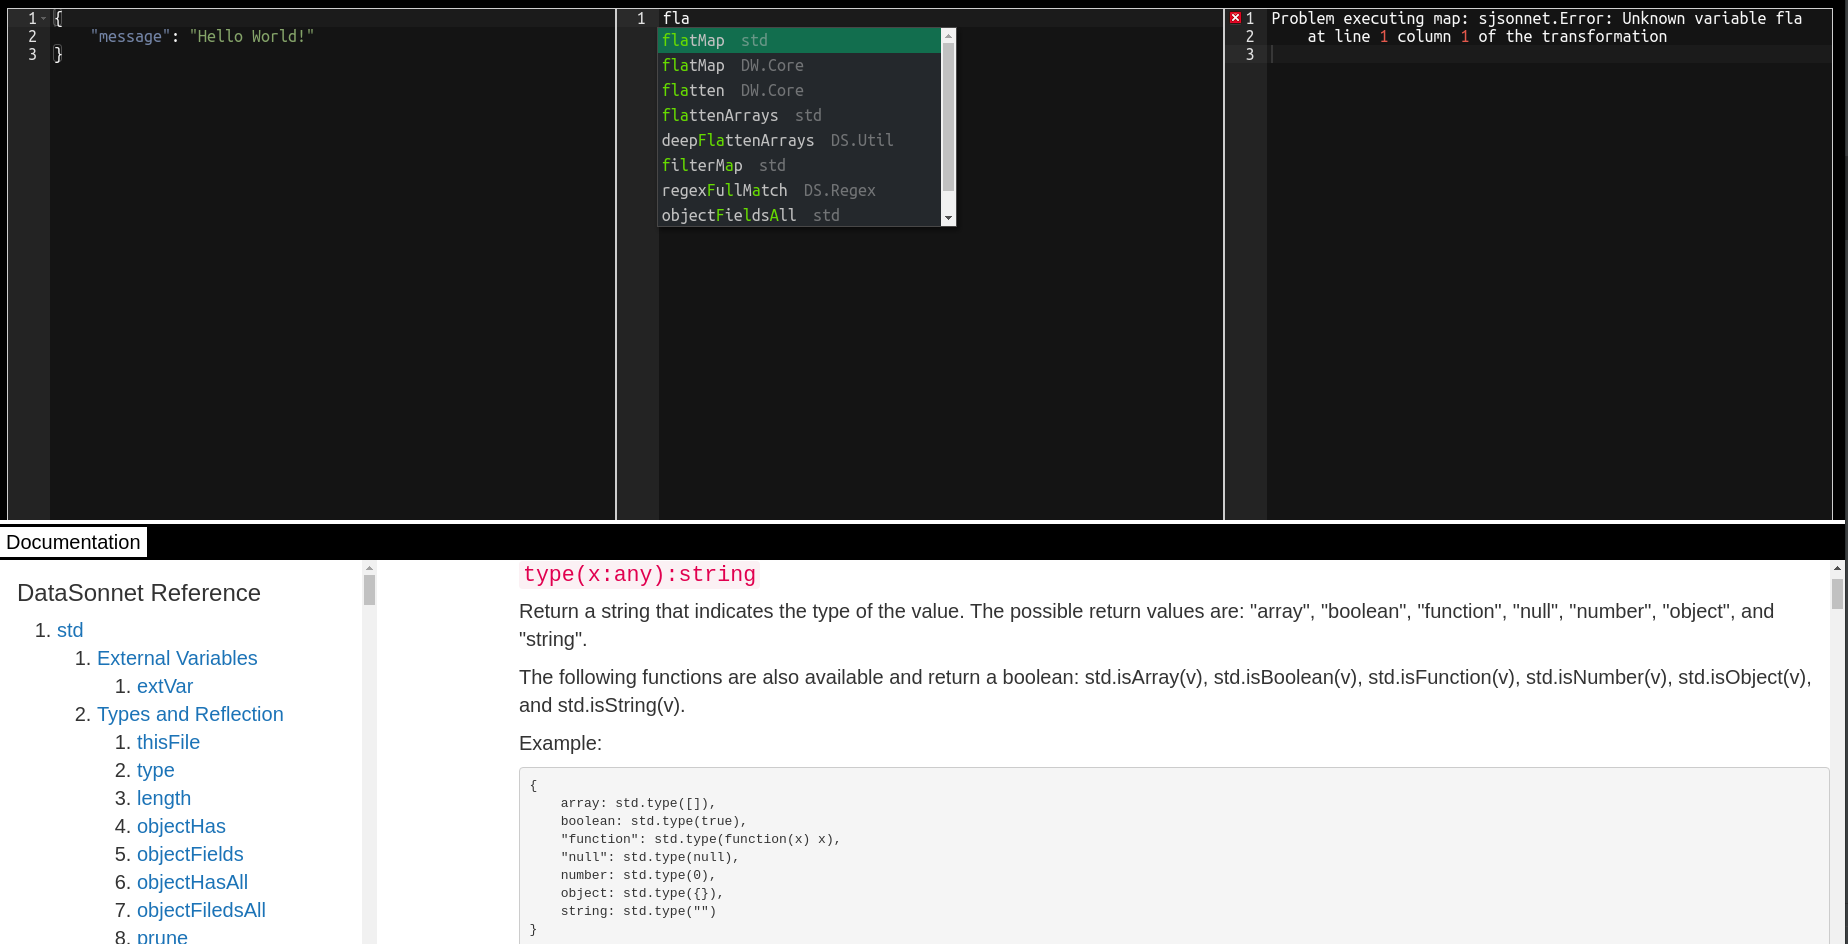 1 {
2 "message": "Hello World!"
3 }
1 fla
flatMap std
flatMap DW.Core
flatten DW.Core
flattenArrays std
deepFlattenArrays DS.Util
filterMap std
regexFullMatch DS.Regex
objectFieldsAll std
1 Problem executing map: sjsonnet.Error: Unknown variable fla
2 at line 1 column 1 of the transformation
3
Documentation
DataSonnet Reference
1. std
1. External Variables
1. extVar
2. Types and Reflection
1. thisFile
2. type
3. length
4. objectHas
5. objectFields
6. objectHasAll
7. objectFiledsAll
8. prune
type(x:any):string
Return a string that indicates the type of the value. The possible return values are: "array", "boolean", "function", "null", "number", "object", and
"string".
The following functions are also available and return a boolean: std.isArray(v), std.isBoolean(v), std.isFunction(v), std.isNumber(v), std.isObject(v),
and std.isString(v).
Example:
{
array: std.type([]),
boolean: std.type(true),
"function": std.type(function(x) x),
"null": std.type(null),
number: std.type(0),
object: std.type({}),
string: std.type("")
}